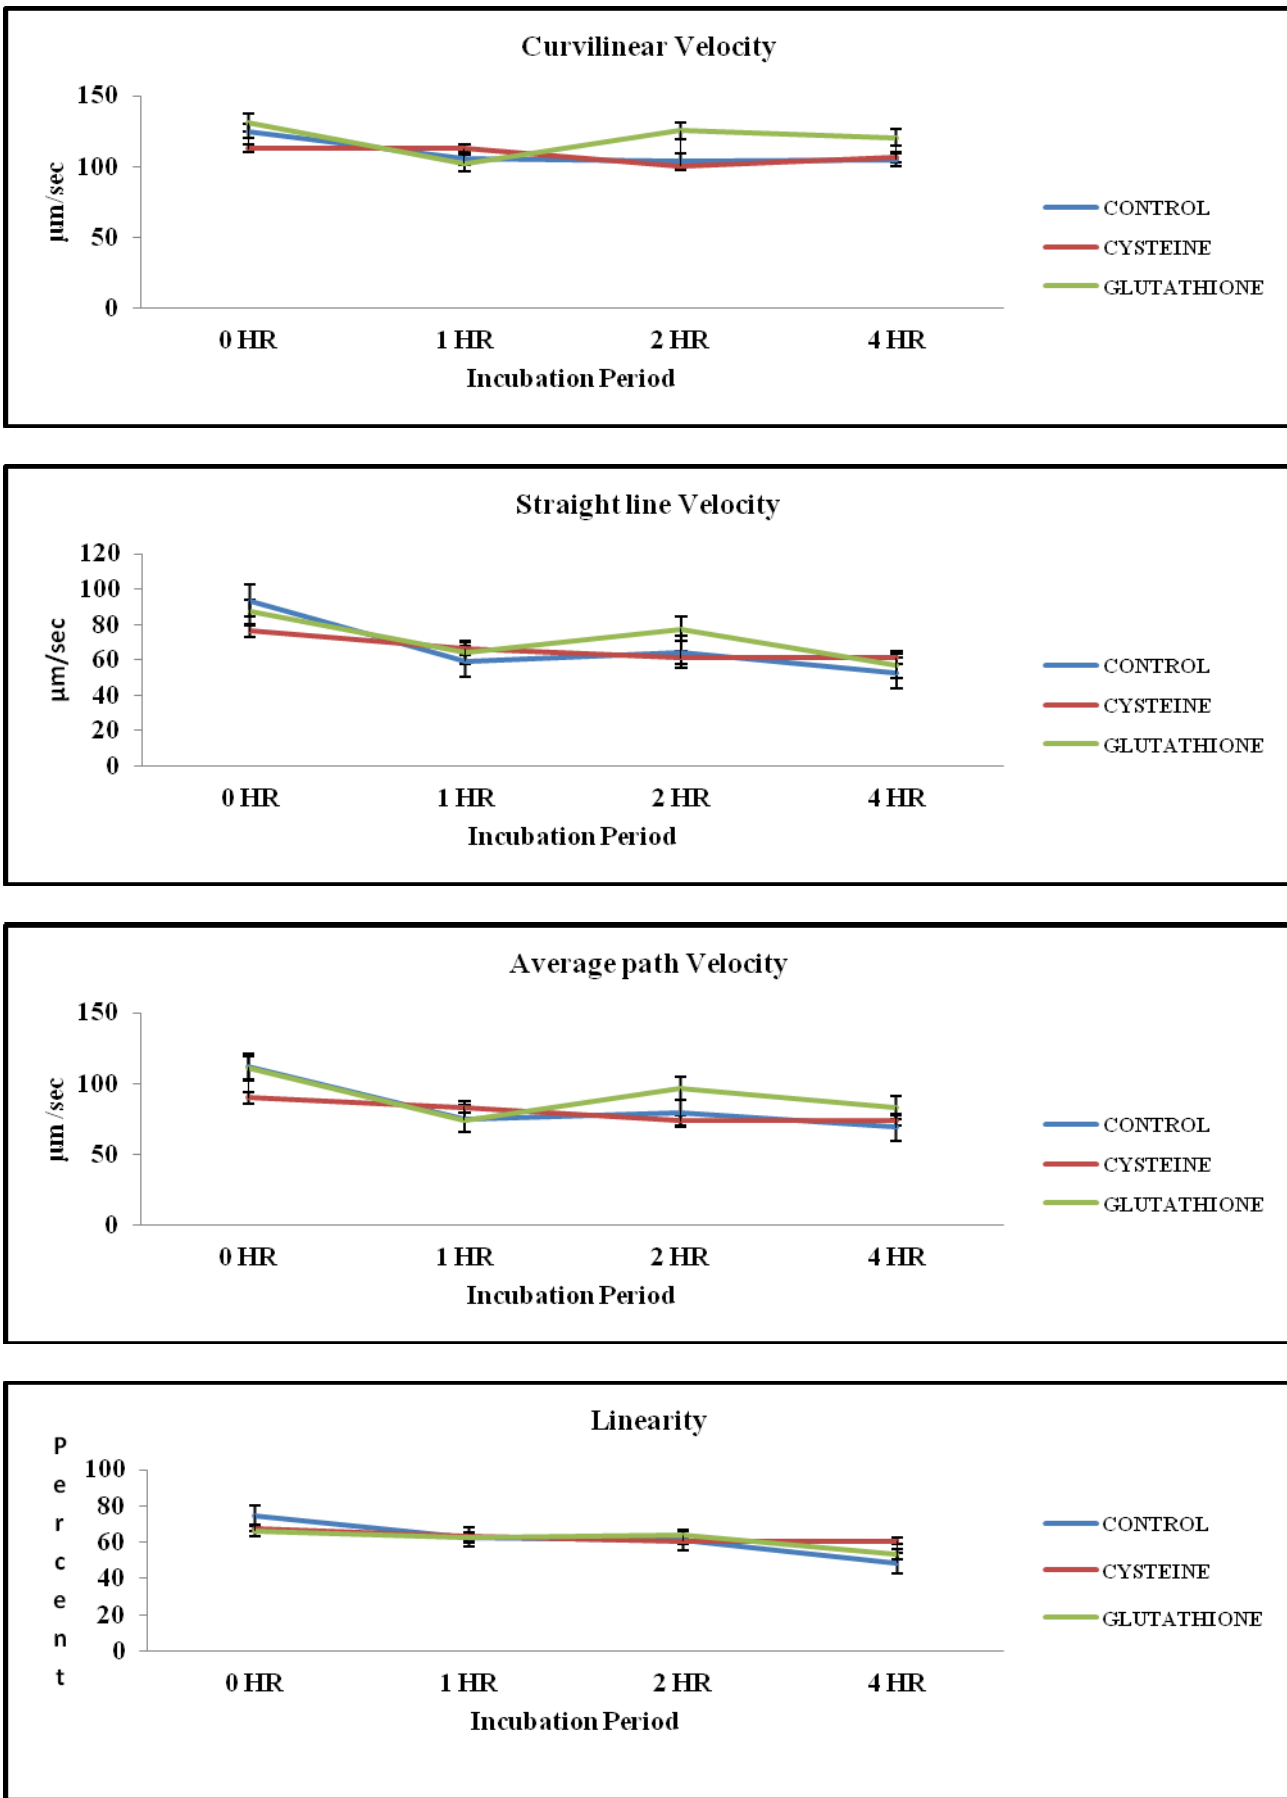 Curvilinear Velocity
150
100
50
0
µm/sec
0 HR
1 HR
2 HR
4 HR
Incubation Period
CONTROL
CYSTEINE
GLUTATHIONE
Straight line Velocity
120
100
80
60
40
20
0
µm/sec
0 HR
1 HR
2 HR
4 HR
Incubation Period
CONTROL
CYSTEINE
GLUTATHIONE
Average path Velocity
150
100
50
0
µm /sec
0 HR
1 HR
2 HR
4 HR
Incubation Period
CONTROL
CYSTEINE
GLUTATHIONE
Linearity
Percent
100
80
60
40
20
0
0 HR
1 HR
2 HR
4 HR
Incubation Period
CONTROL
CYSTEINE
GLUTATHIONE